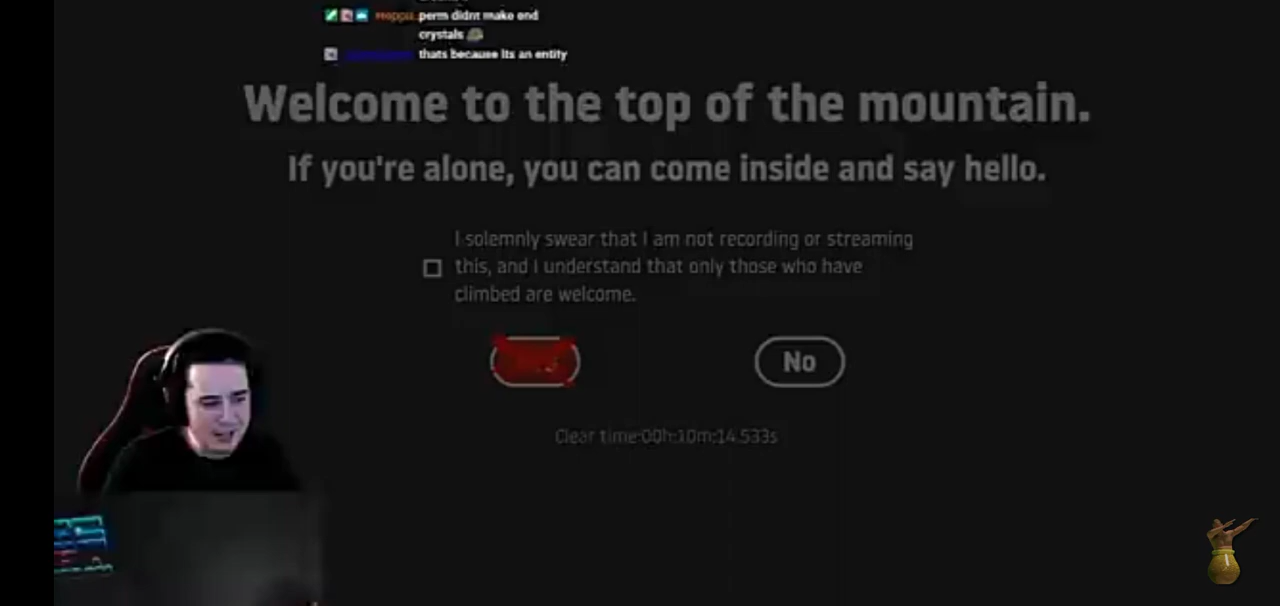 perm didnt make end
crystals
thats because its an entity
Welcome to the top of the mountain.
If you're alone, you can come inside and say hello.
I solemnly swear that I am not recording or streaming
this, and I understand that only those who have
climbed are welcome.
No
Clear time:00h:10m:14.533s